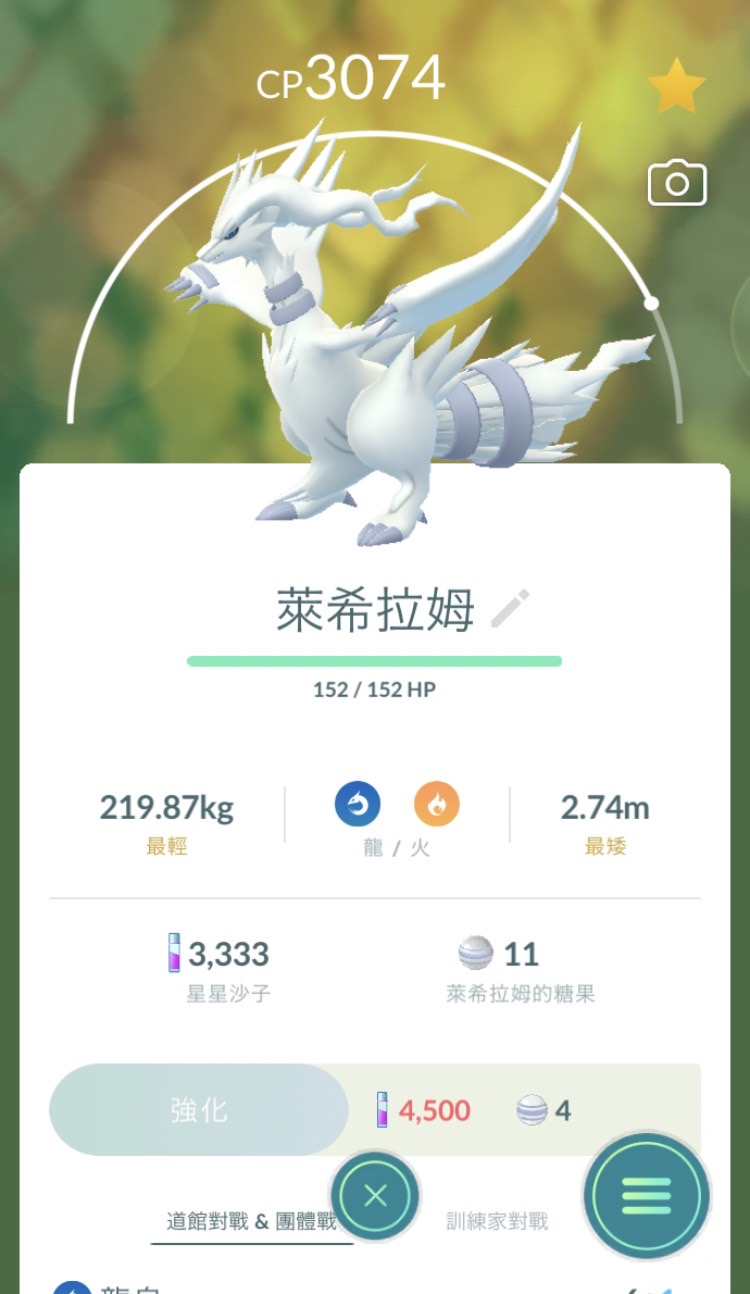 CP3074
萊希拉姆
152 / 152 HP
219.87kg
最輕
龍 / 火
2.74m
最矮
3,333
星星沙子
11
萊希拉姆的糖果
強化
4,500
4
道館對戰 & 團體戰
訓練家對戰